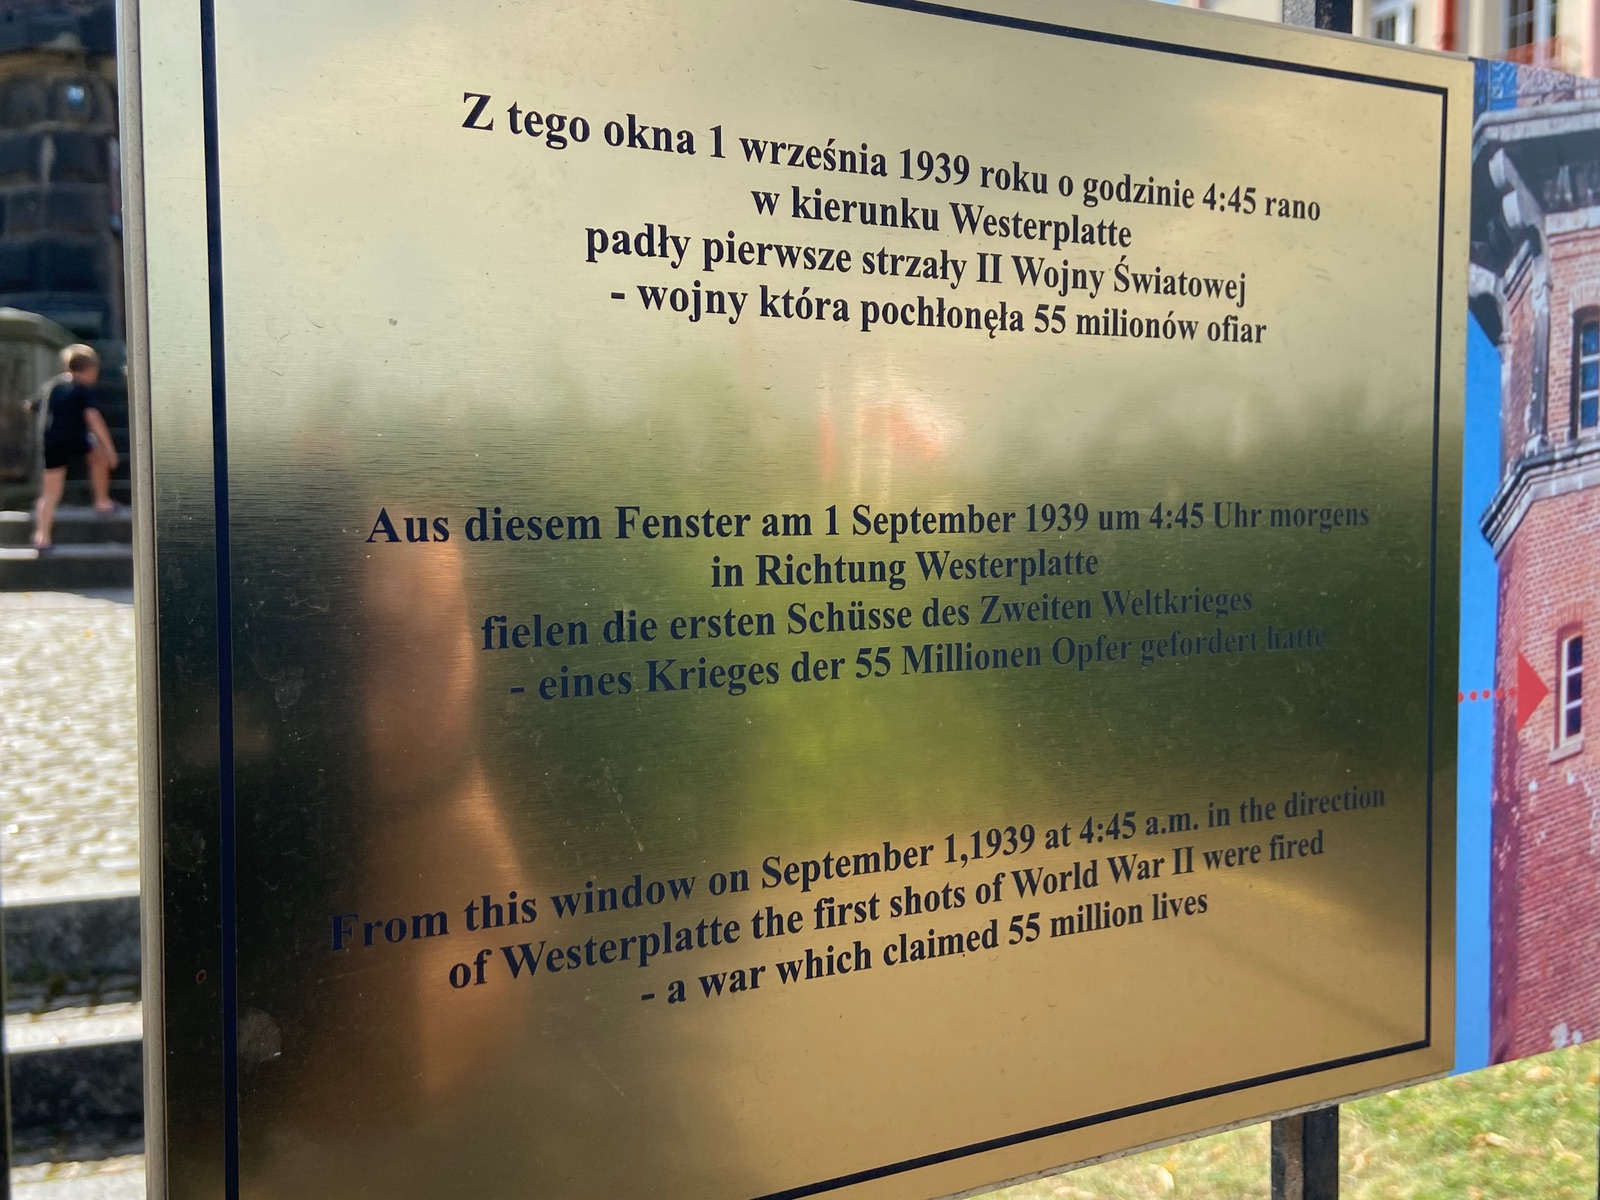 Z tego okna 1 września 1939 roku o godzinie 4:45 rano
w kierunku Westerplatte
padły pierwsze strzały II Wojny Światowej
- wojny która pochłonęła 55 milionów ofiar
Aus diesem Fenster am 1 September 1939 um 4:45 Uhr morgens
in Richtung Westerplatte
fielen die ersten Schüsse des Zweiten Weltkrieges
- eines Krieges der 55 Millionen Opfer gefordert hatte
From this window on September 1,1939 at 4:45 a.m. in the direction
of Westerplatte the first shots of World War II were fired
- a war which claimed 55 million lives